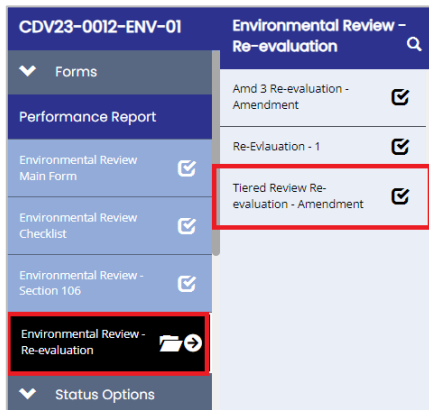 CDV23-0012-ENV-01
Forms
Performance Report
Environmental Review
Main Form
Environmental Review
Checklist
Environmental Review -
Section 106
Environmental Review -
Re-evaluation
Status Options
Environmental Review –
Re-evaluation
Amd 3 Re-evaluation -
Amendment
Re-Evlauation - 1
Tiered Review Re-
evaluation - Amendment